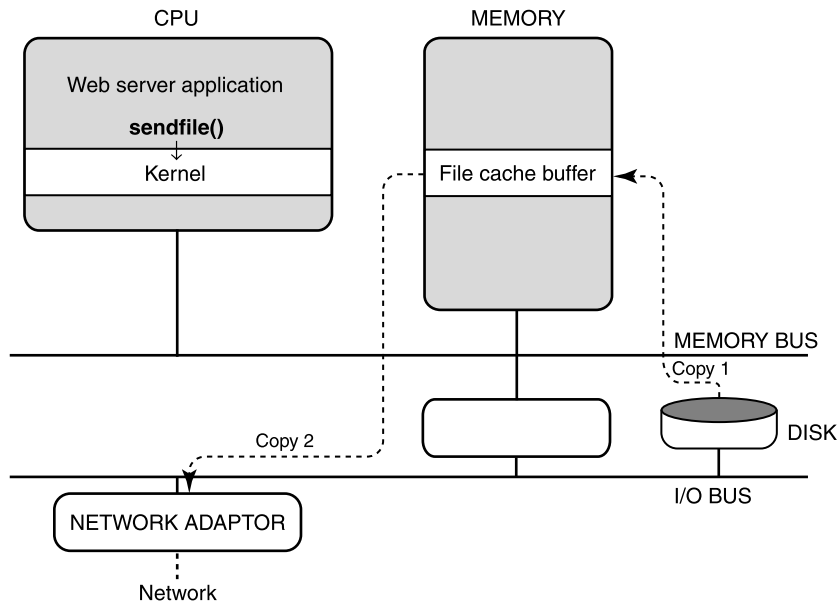 CPU
MEMORY
Web server application
sendfile()
Kernel
File cache buffer
MEMORY BUS
Copy 1
Copy 2
DISK
I/O BUS
NETWORK ADAPTOR
Network